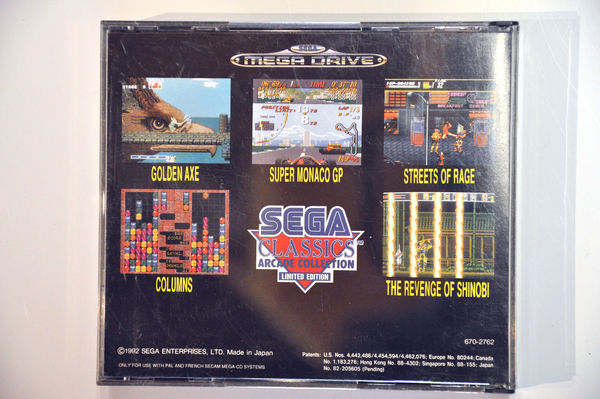 SEGA
MEGA DRIVE
GOLDEN AXE
SUPER MONACO GP
STREETS OF RAGE
COLUMNS
SEGA
CLASSICS
ARCADE COLLECTION
LIMITED EDITION
THE REVENGE OF SHINOBI
670-2762
©1992 SEGA ENTERPRISES, LTD. Made in Japan
Patents: U.S. Nos. 4,442,486/4,454,594/4,462,076; Europe No. 80244; Canada
No. 1,183,276; Hong Kong No. 88-4302; Singapore No. 88-155; Japan
No. 82-205605 (Pending)
ONLY FOR USE WITH PAL AND FRENCH SECAM MEGA-CD SYSTEMS